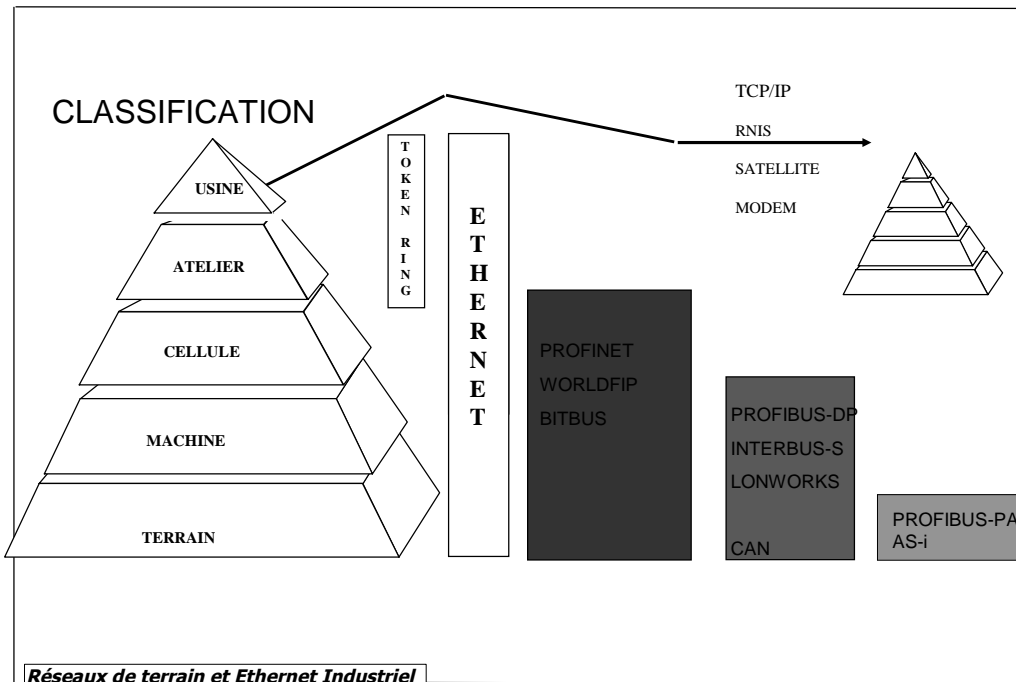 CLASSIFICATION
USINE
ATELIER
CELLULE
MACHINE
TERRAIN
TOKEN RING
ETHERNET
TCP/IP
RNIS
SATELLITE
MODEM
PROFINET
WORLDFIP
BITBUS
PROFIBUS-DP
INTERBUS-S
LONWORKS
CAN
PROFIBUS-PA
AS-i
Réseaux de terrain et Ethernet Industriel